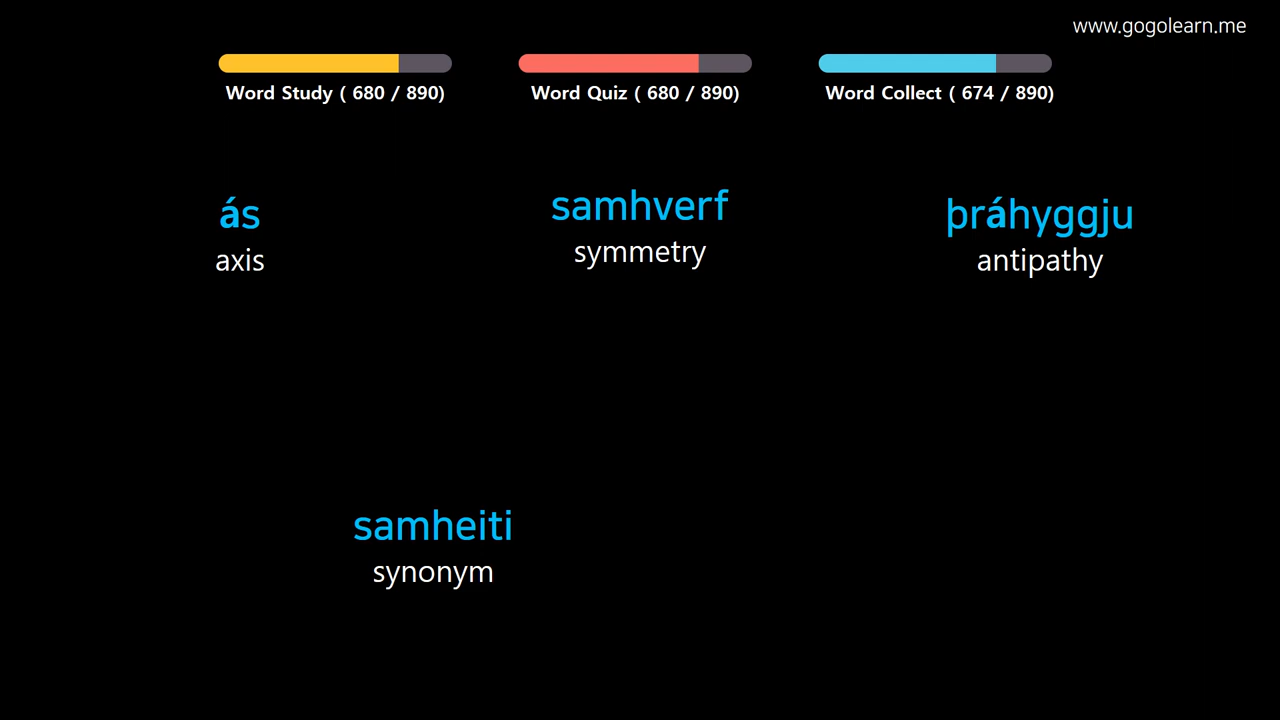 www.gogolearn.me
Word Study ( 680 / 890)
Word Quiz ( 680 / 890)
Word Collect ( 674 / 890)
ás
axis
samhverf
symmetry
þráhyggju
antipathy
samheiti
synonym